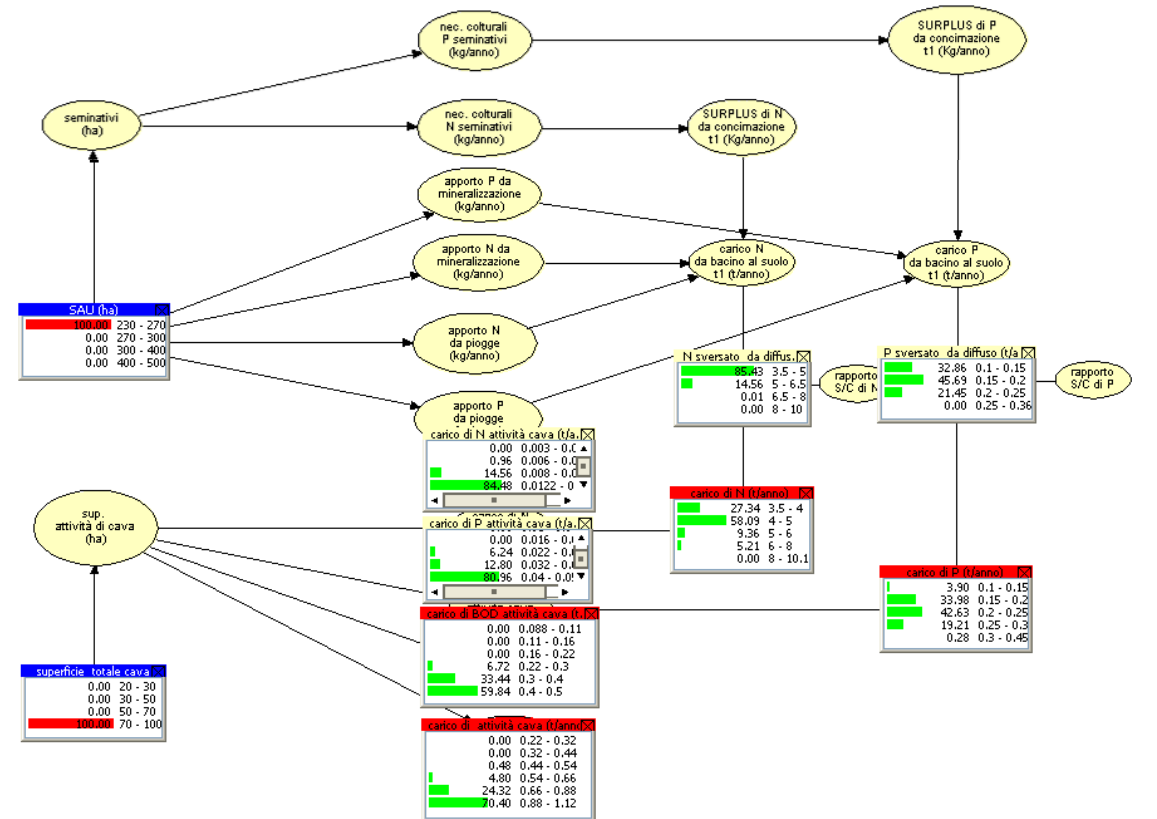 nec. colturali
P seminativi
(kg/anno)
SURPLUS di P
da concimazione
t1 (Kg/anno)
seminativi
(ha)
nec. colturali
N seminativi
(kg/anno)
SURPLUS di N
da concimazione
t1 (Kg/anno)
apporto P da
mineralizzazione
(kg/anno)
apporto N da
mineralizzazione
(kg/anno)
carico N
da bacino al suolo
t1 (t/anno)
carico P
da bacino al suolo
t1 (t/anno)
SAU (ha)
100.00 230 - 270
0.00 270 - 300
0.00 300 - 400
0.00 400 - 500
apporto N
da piogge
(kg/anno)
N sversato da diffus.
85.43 3.5 - 5
14.56 5 - 6.5
0.01 6.5 - 8
0.00 8 - 10
rapporto
S/C di N
P sversato da diffuso (t/a
32.86 0.1 - 0.15
45.69 0.15 - 0.2
21.45 0.2 - 0.25
0.00 0.25 - 0.36
rapporto
S/C di P
apporto P
da piogge
carico di N attività cava (t/a.
0.00 0.003 - 0.0
0.96 0.006 - 0.0
14.56 0.008 - 0.0
84.48 0.0122 - 0
sup.
attività di cava
(ha)
carico di N (t/anno)
27.34 3.5 - 4
58.09 4 - 5
9.36 5 - 6
5.21 6 - 8
0.00 8 - 10.1
carico di P attività cava (t/a.
0.00 0.016 - 0.0
6.24 0.022 - 0.0
12.80 0.032 - 0.0
80.96 0.04 - 0.05
carico di P (t/anno)
3.90 0.1 - 0.15
33.98 0.15 - 0.2
42.63 0.2 - 0.25
19.21 0.25 - 0.3
0.28 0.3 - 0.45
carico di BOD attività cava (t.
0.00 0.088 - 0.11
0.00 0.11 - 0.16
0.00 0.16 - 0.22
6.72 0.22 - 0.3
33.44 0.3 - 0.4
59.84 0.4 - 0.5
superficie totale cava
0.00 20 - 30
0.00 30 - 50
0.00 50 - 70
100.00 70 - 100
carico di attività cava (t/anno
0.00 0.22 - 0.32
0.00 0.32 - 0.44
0.48 0.44 - 0.54
4.80 0.54 - 0.66
24.32 0.66 - 0.88
70.40 0.88 - 1.12